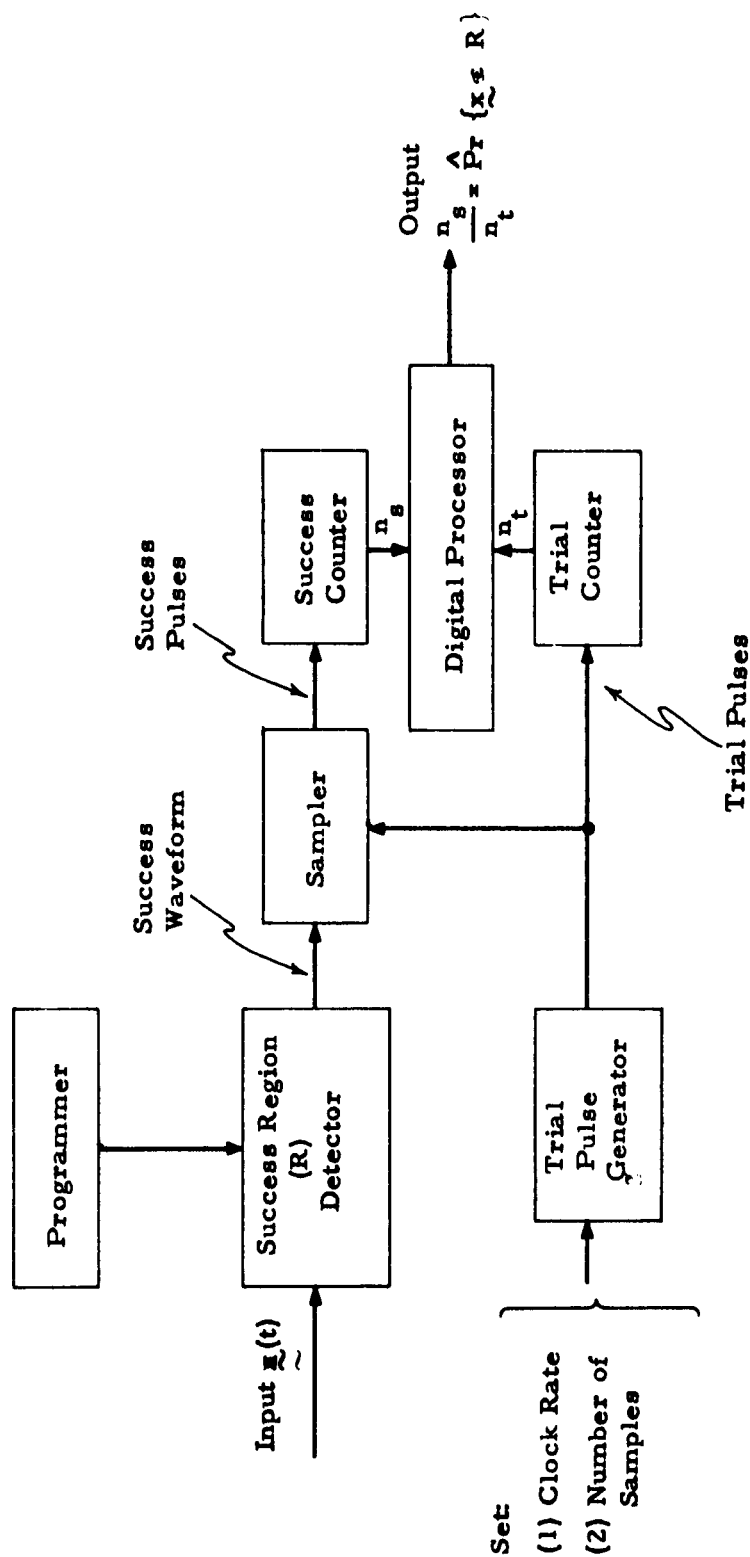 Programmer
Input x(t)
Success Region
(R)
Detector
Success
Waveform
Sampler
Success
Pulses
Success
Counter
n_s
Digital Processor
Output
n_s/n_t = P̂r {x ∈ R}
n_t
Trial
Counter
Trial Pulses
Trial
Pulse
Generator
Set:
(1) Clock Rate
(2) Number of
Samples